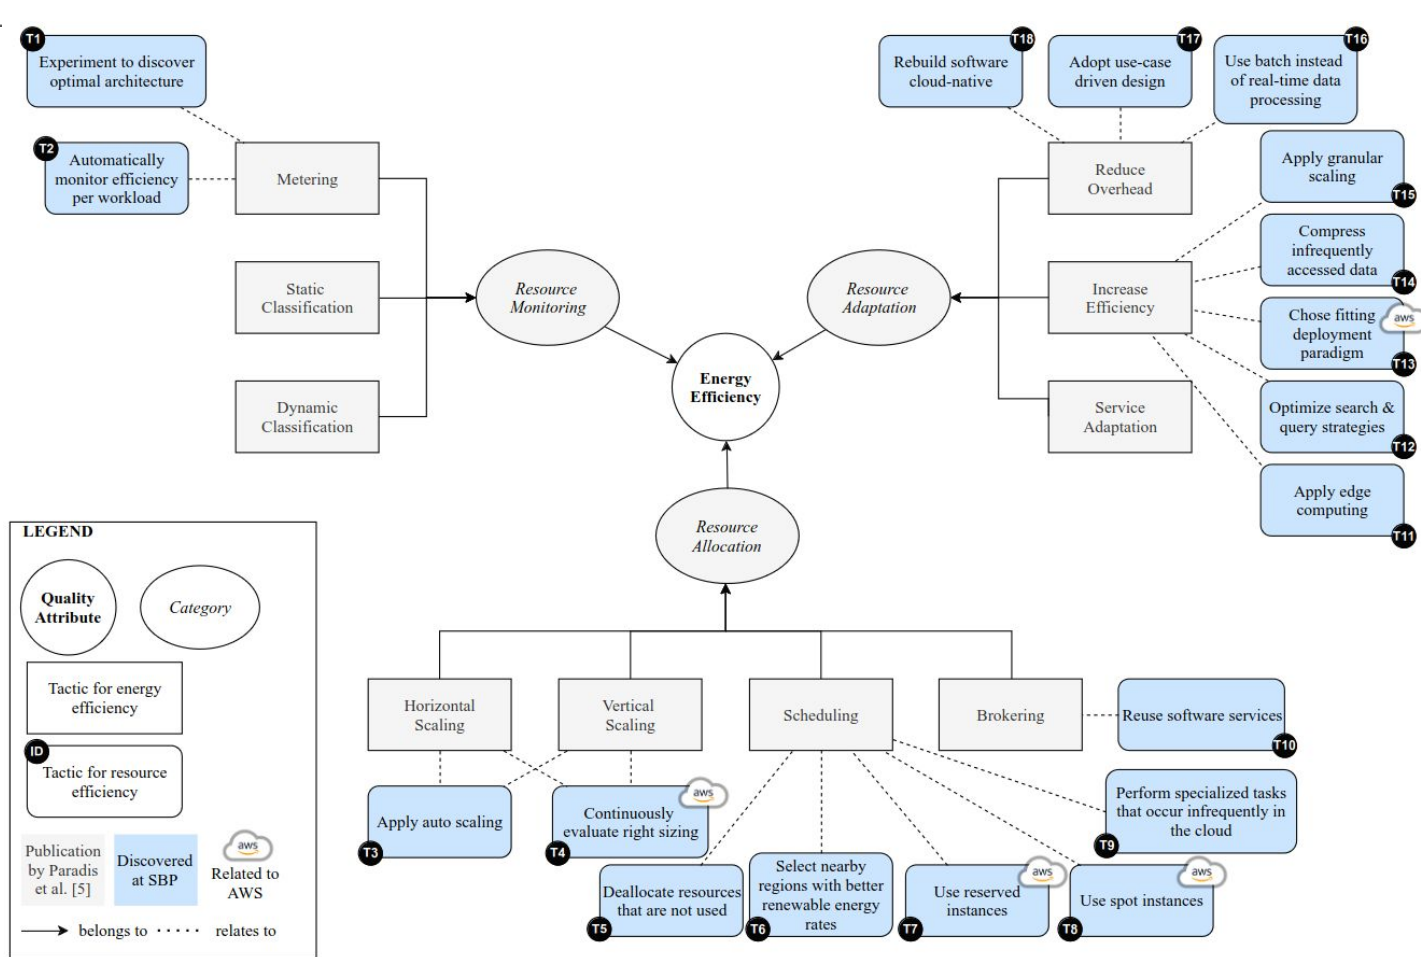 T1
Experiment to discover
optimal architecture
T2
Automatically
monitor efficiency
per workload
Metering
Static
Classification
Dynamic
Classification
Resource
Monitoring
T18
Rebuild software
cloud-native
T17
Adopt use-case
driven design
T16
Use batch instead
of real-time data
processing
Reduce
Overhead
Apply granular
scaling
T15
Compress
infrequently
accessed data
T14
Increase
Efficiency
Chose fitting
deployment
paradigm
aws
T13
Optimize search &
query strategies
T12
Service
Adaptation
Apply edge
computing
T11
Resource
Adaptation
Energy
Efficiency
Resource
Allocation
Horizontal
Scaling
Vertical
Scaling
Scheduling
Brokering
Reuse software services
T10
Apply auto scaling
T3
aws
Continuously
evaluate right sizing
T4
Perform specialized tasks
that occur infrequently in
the cloud
T9
Deallocate resources
that are not used
T5
Select nearby
regions with better
renewable energy
rates
T6
aws
Use reserved
instances
T7
aws
Use spot instances
T8
LEGEND
Quality
Attribute
Category
Tactic for energy
efficiency
ID
Tactic for resource
efficiency
Publication
by Paradis
et al. [5]
Discovered
at SBP
aws
Related to
AWS
belongs to
relates to